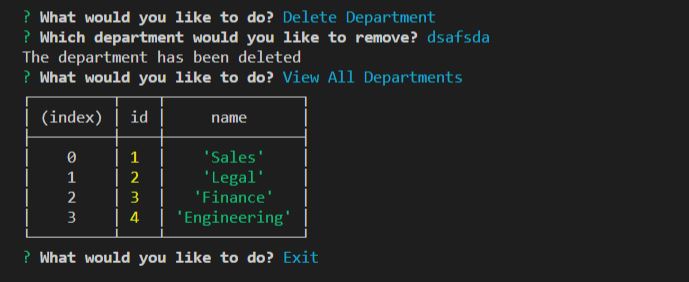 ? What would you like to do? Delete Department
? Which department would you like to remove? dsafsda
The department has been deleted
? What would you like to do? View All Departments
(index) id name
0 1 'Sales'
1 2 'Legal'
2 3 'Finance'
3 4 'Engineering'
? What would you like to do? Exit